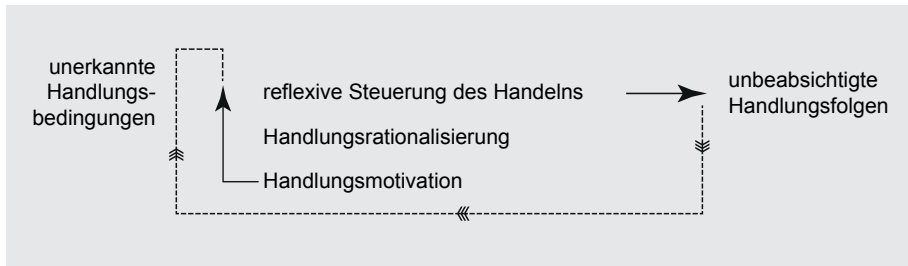 unerkannte
Handlungs-
bedingungen
reflexive Steuerung des Handelns
Handlungsrationalisierung
Handlungsmotivation
unbeabsichtigte
Handlungsfolgen